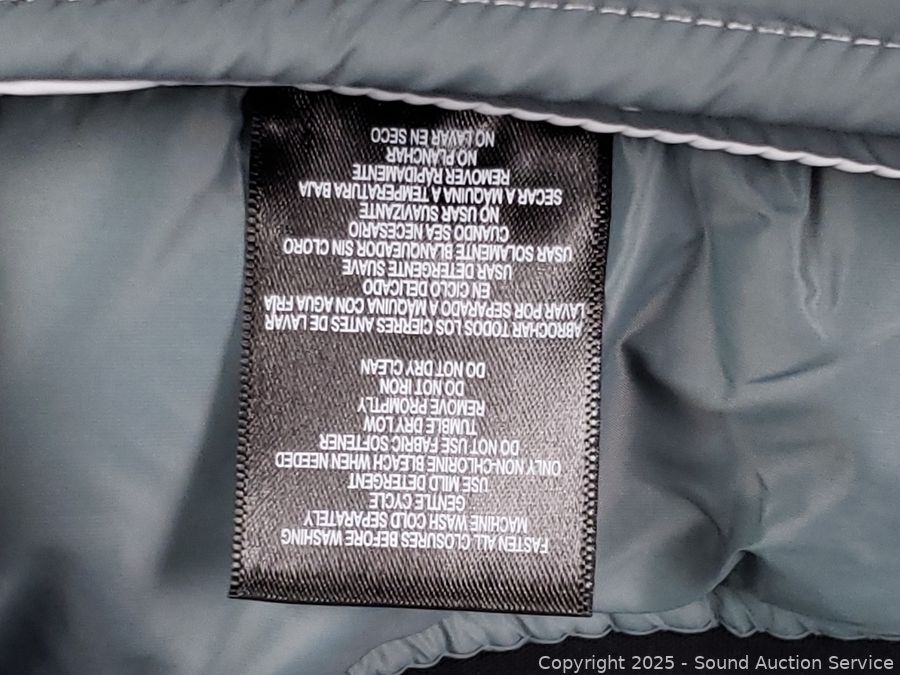 FASTEN ALL CLOSURES BEFORE WASHING
MACHINE WASH COLD SEPARATELY
GENTLE CYCLE
USE MILD DETERGENT
ONLY NON-CHLORINE BLEACH WHEN NEEDED
DO NOT USE FABRIC SOFTENER
TUMBLE DRY LOW
REMOVE PROMPTLY
DO NOT IRON
DO NOT DRY CLEAN
ABROCHAR TODOS LOS CIERRES ANTES DE LAVAR
LAVAR POR SEPARADO A MÁQUINA CON AGUA FRÍA
EN CICLO DELICADO
USAR DETERGENTE SUAVE
USAR SOLAMENTE BLANQUEADOR SIN CLORO
CUANDO SEA NECESARIO
NO USAR SUAVIZANTE
SECAR A MÁQUINA A TEMPERATURA BAJA
REMOVER RÁPIDAMENTE
NO PLANCHAR
NO LAVAR EN SECO
Copyright 2025 - Sound Auction Service